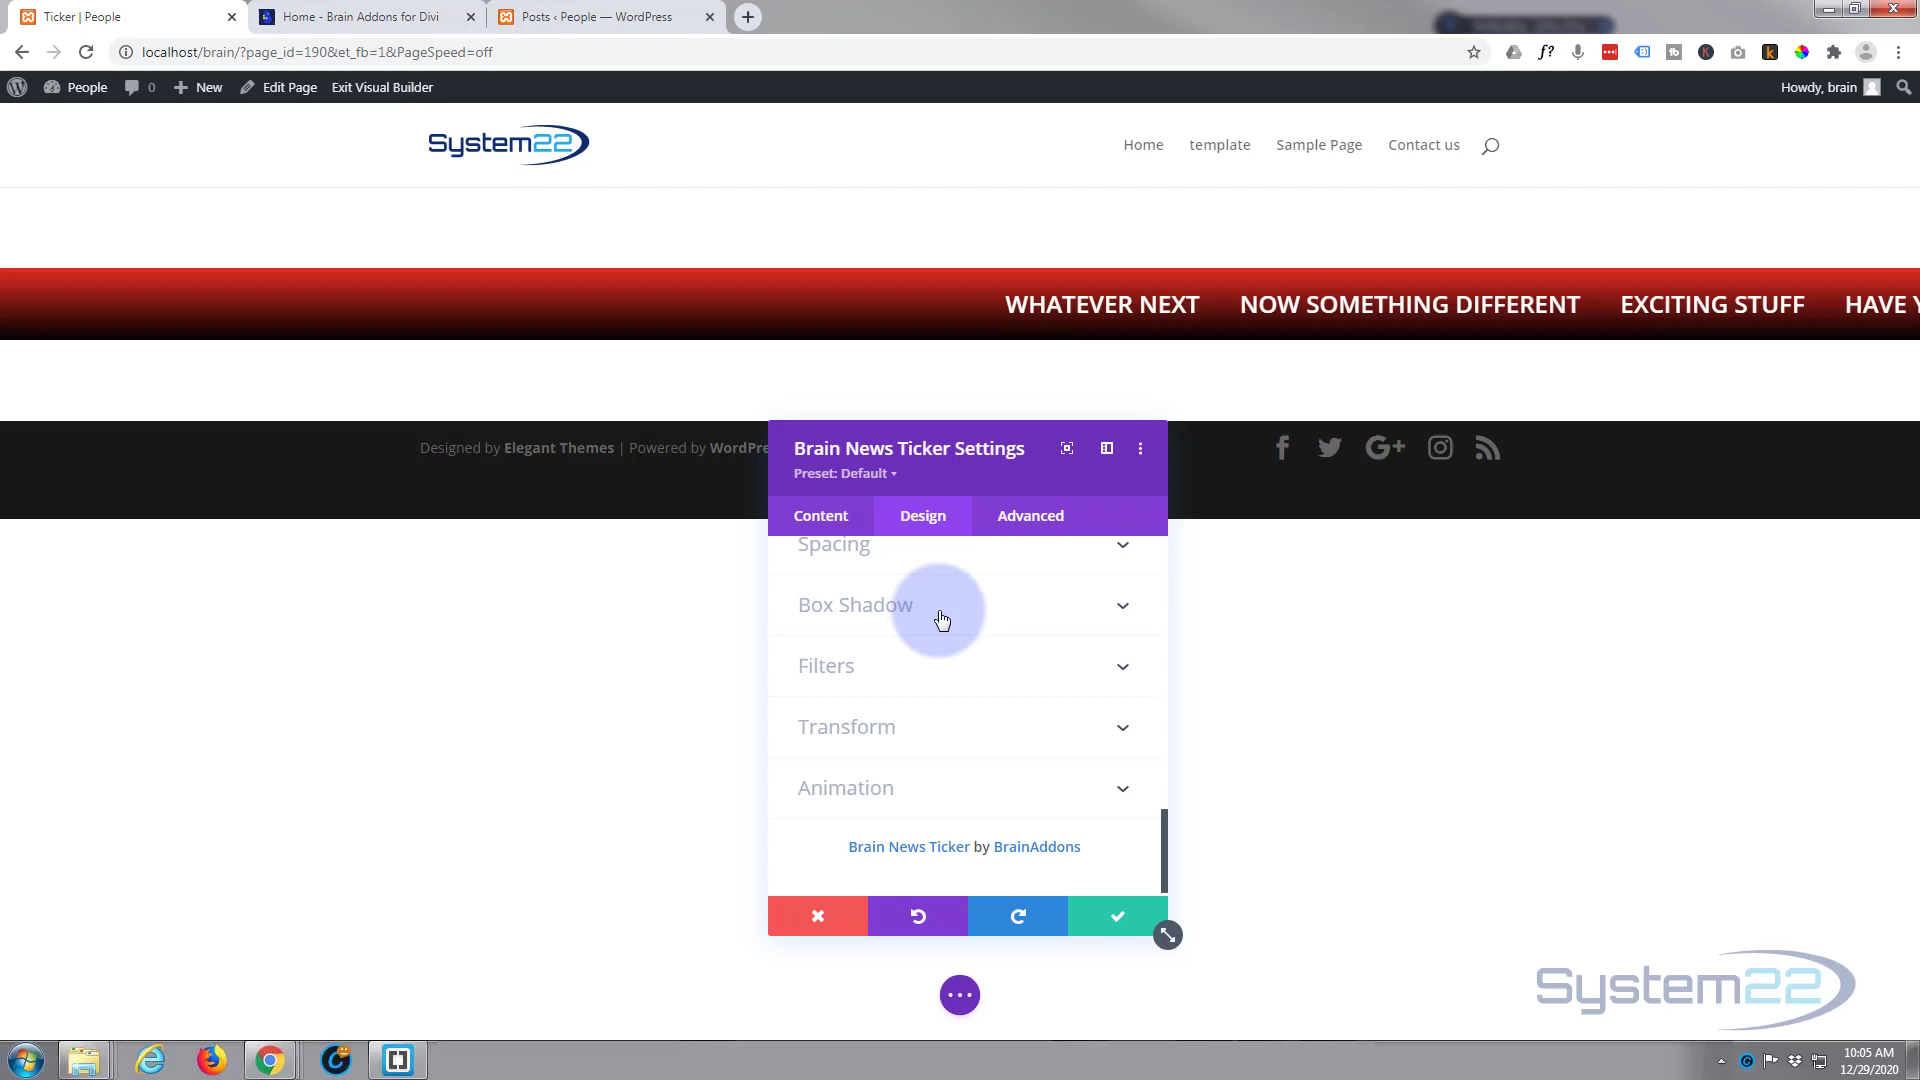 Ticker | People
Home - Brain Addons for Divi
Posts ‹ People — WordPress
localhost/brain/?page_id=190&et_fb=1&PageSpeed=off
People
0
New
Edit Page
Exit Visual Builder
Howdy, brain
System22
Home
template
Sample Page
Contact us
WHATEVER NEXT
NOW SOMETHING DIFFERENT
EXCITING STUFF
HAVE Y
Designed by Elegant Themes | Powered by WordPre
Brain News Ticker Settings
Preset: Default
Content
Design
Advanced
Spacing
Box Shadow
Filters
Transform
Animation
Brain News Ticker by BrainAddons
System22
10:05 AM
12/29/2020